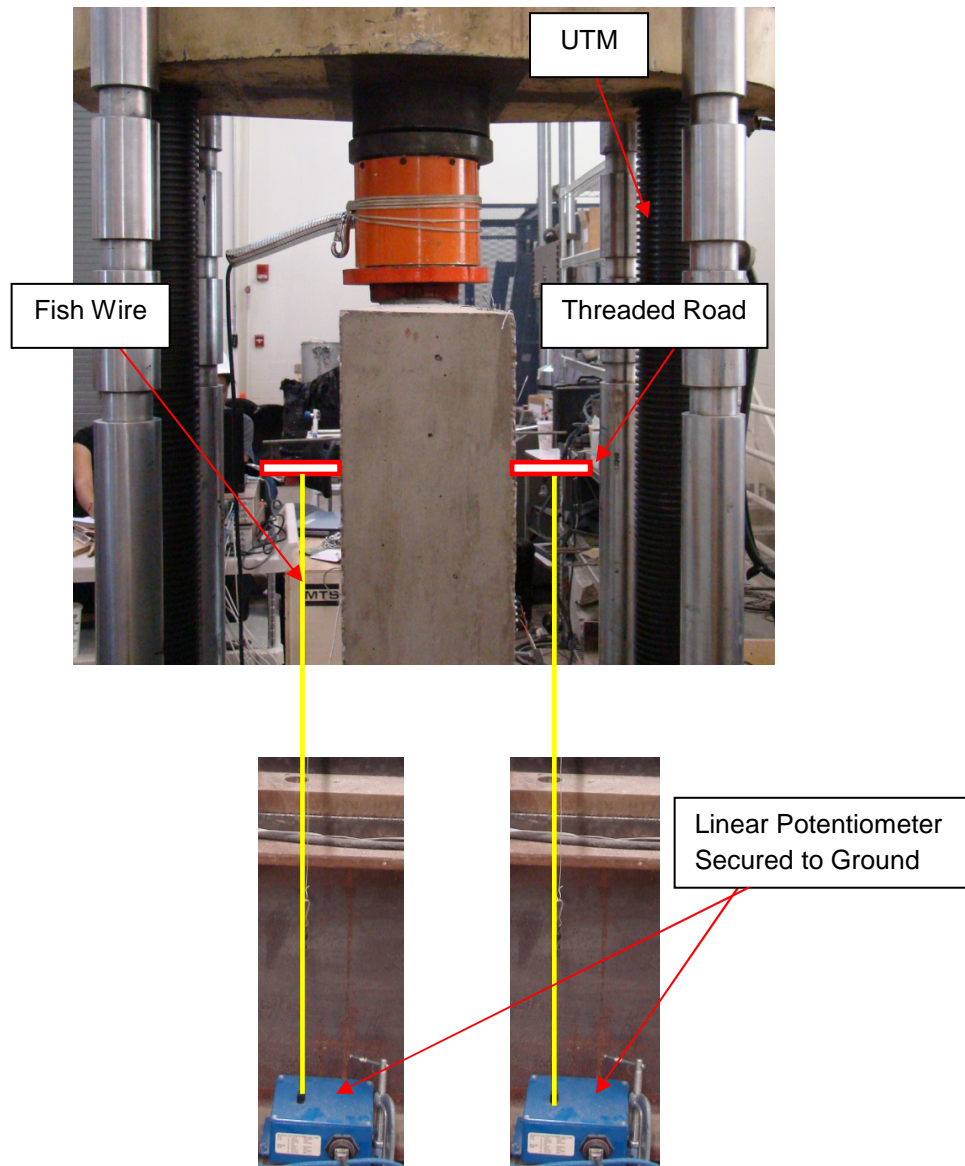 UTM
Fish Wire
Threaded Road
MTS
Linear Potentiometer
Secured to Ground